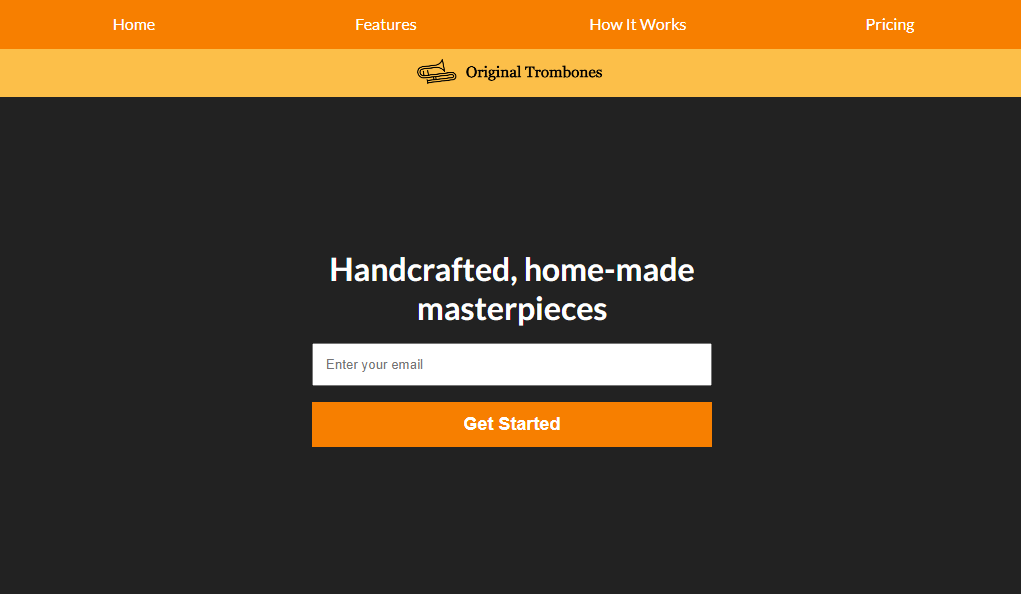 Home Features How It Works Pricing
Original Trombones
Handcrafted, home-made
masterpieces
Enter your email
Get Started